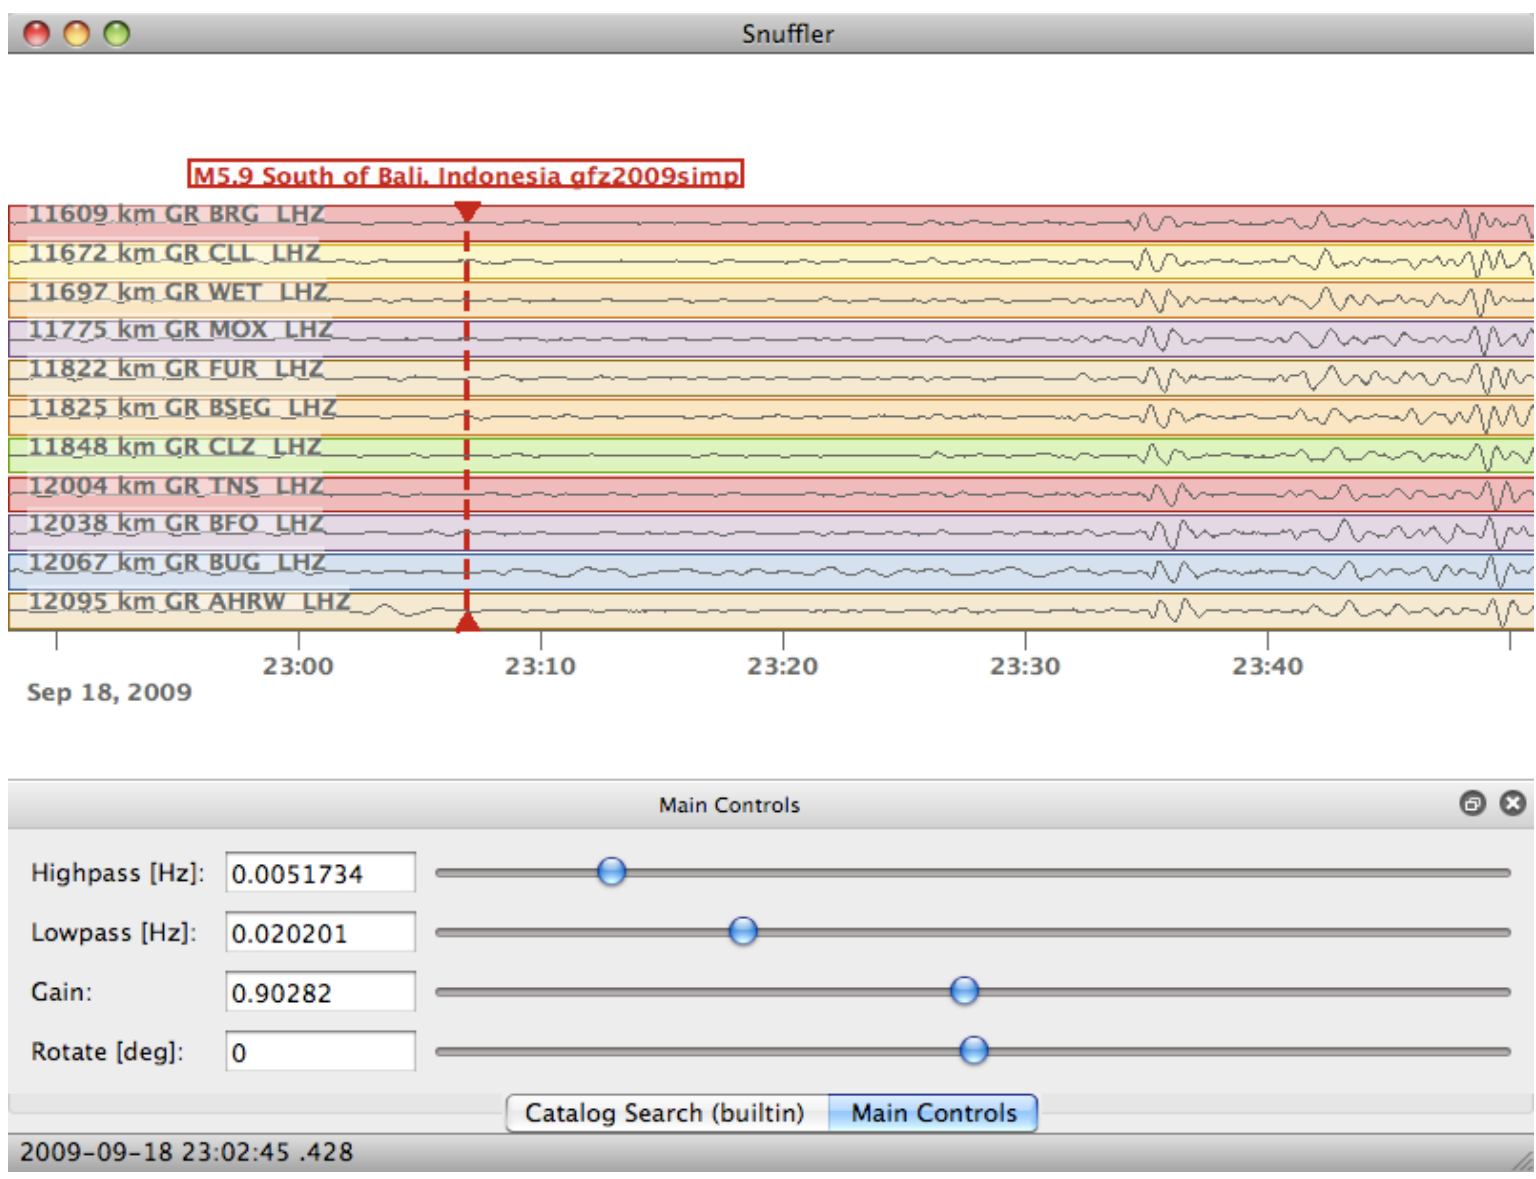 Snuffler
M5.9 South of Bali, Indonesia gfz2009simp
11609 km GR BRG LHZ
11672 km GR CLL LHZ
11697 km GR WET LHZ
11775 km GR MOX LHZ
11822 km GR FUR LHZ
11825 km GR BSEG LHZ
11848 km GR CLZ LHZ
12004 km GR TNS LHZ
12038 km GR BFO LHZ
12067 km GR BUG LHZ
12095 km GR AHRW LHZ
23:00 23:10 23:20 23:30 23:40
Sep 18, 2009
Main Controls
Highpass [Hz]: 0.0051734
Lowpass [Hz]: 0.020201
Gain: 0.90282
Rotate [deg]: 0
Catalog Search (builtin) Main Controls
2009-09-18 23:02:45 .428